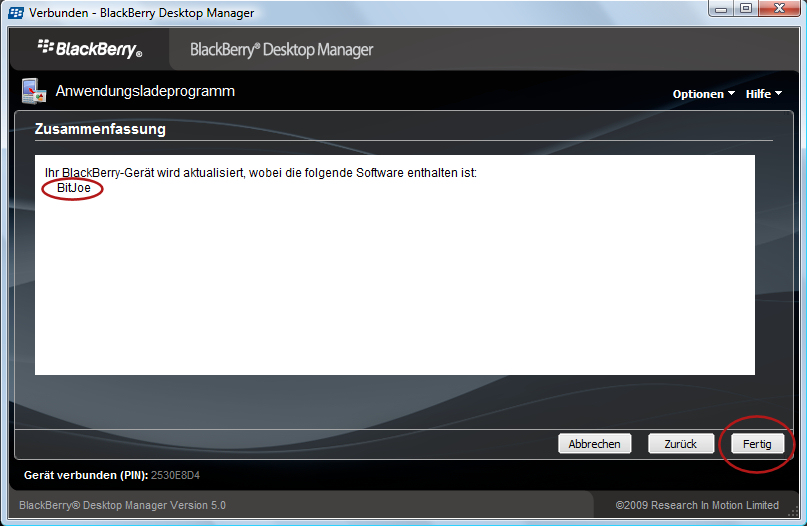 Verbunden - BlackBerry Desktop Manager
BlackBerry® BlackBerry® Desktop Manager
Anwendungsladeprogramm
Optionen Hilfe
Zusammenfassung
Ihr BlackBerry-Gerät wird aktualisiert, wobei die folgende Software enthalten ist:
BitJoe
Abbrechen Zurück Fertig
Gerät verbunden (PIN): 2530E8D4
BlackBerry® Desktop Manager Version 5.0 ©2009 Research In Motion Limited